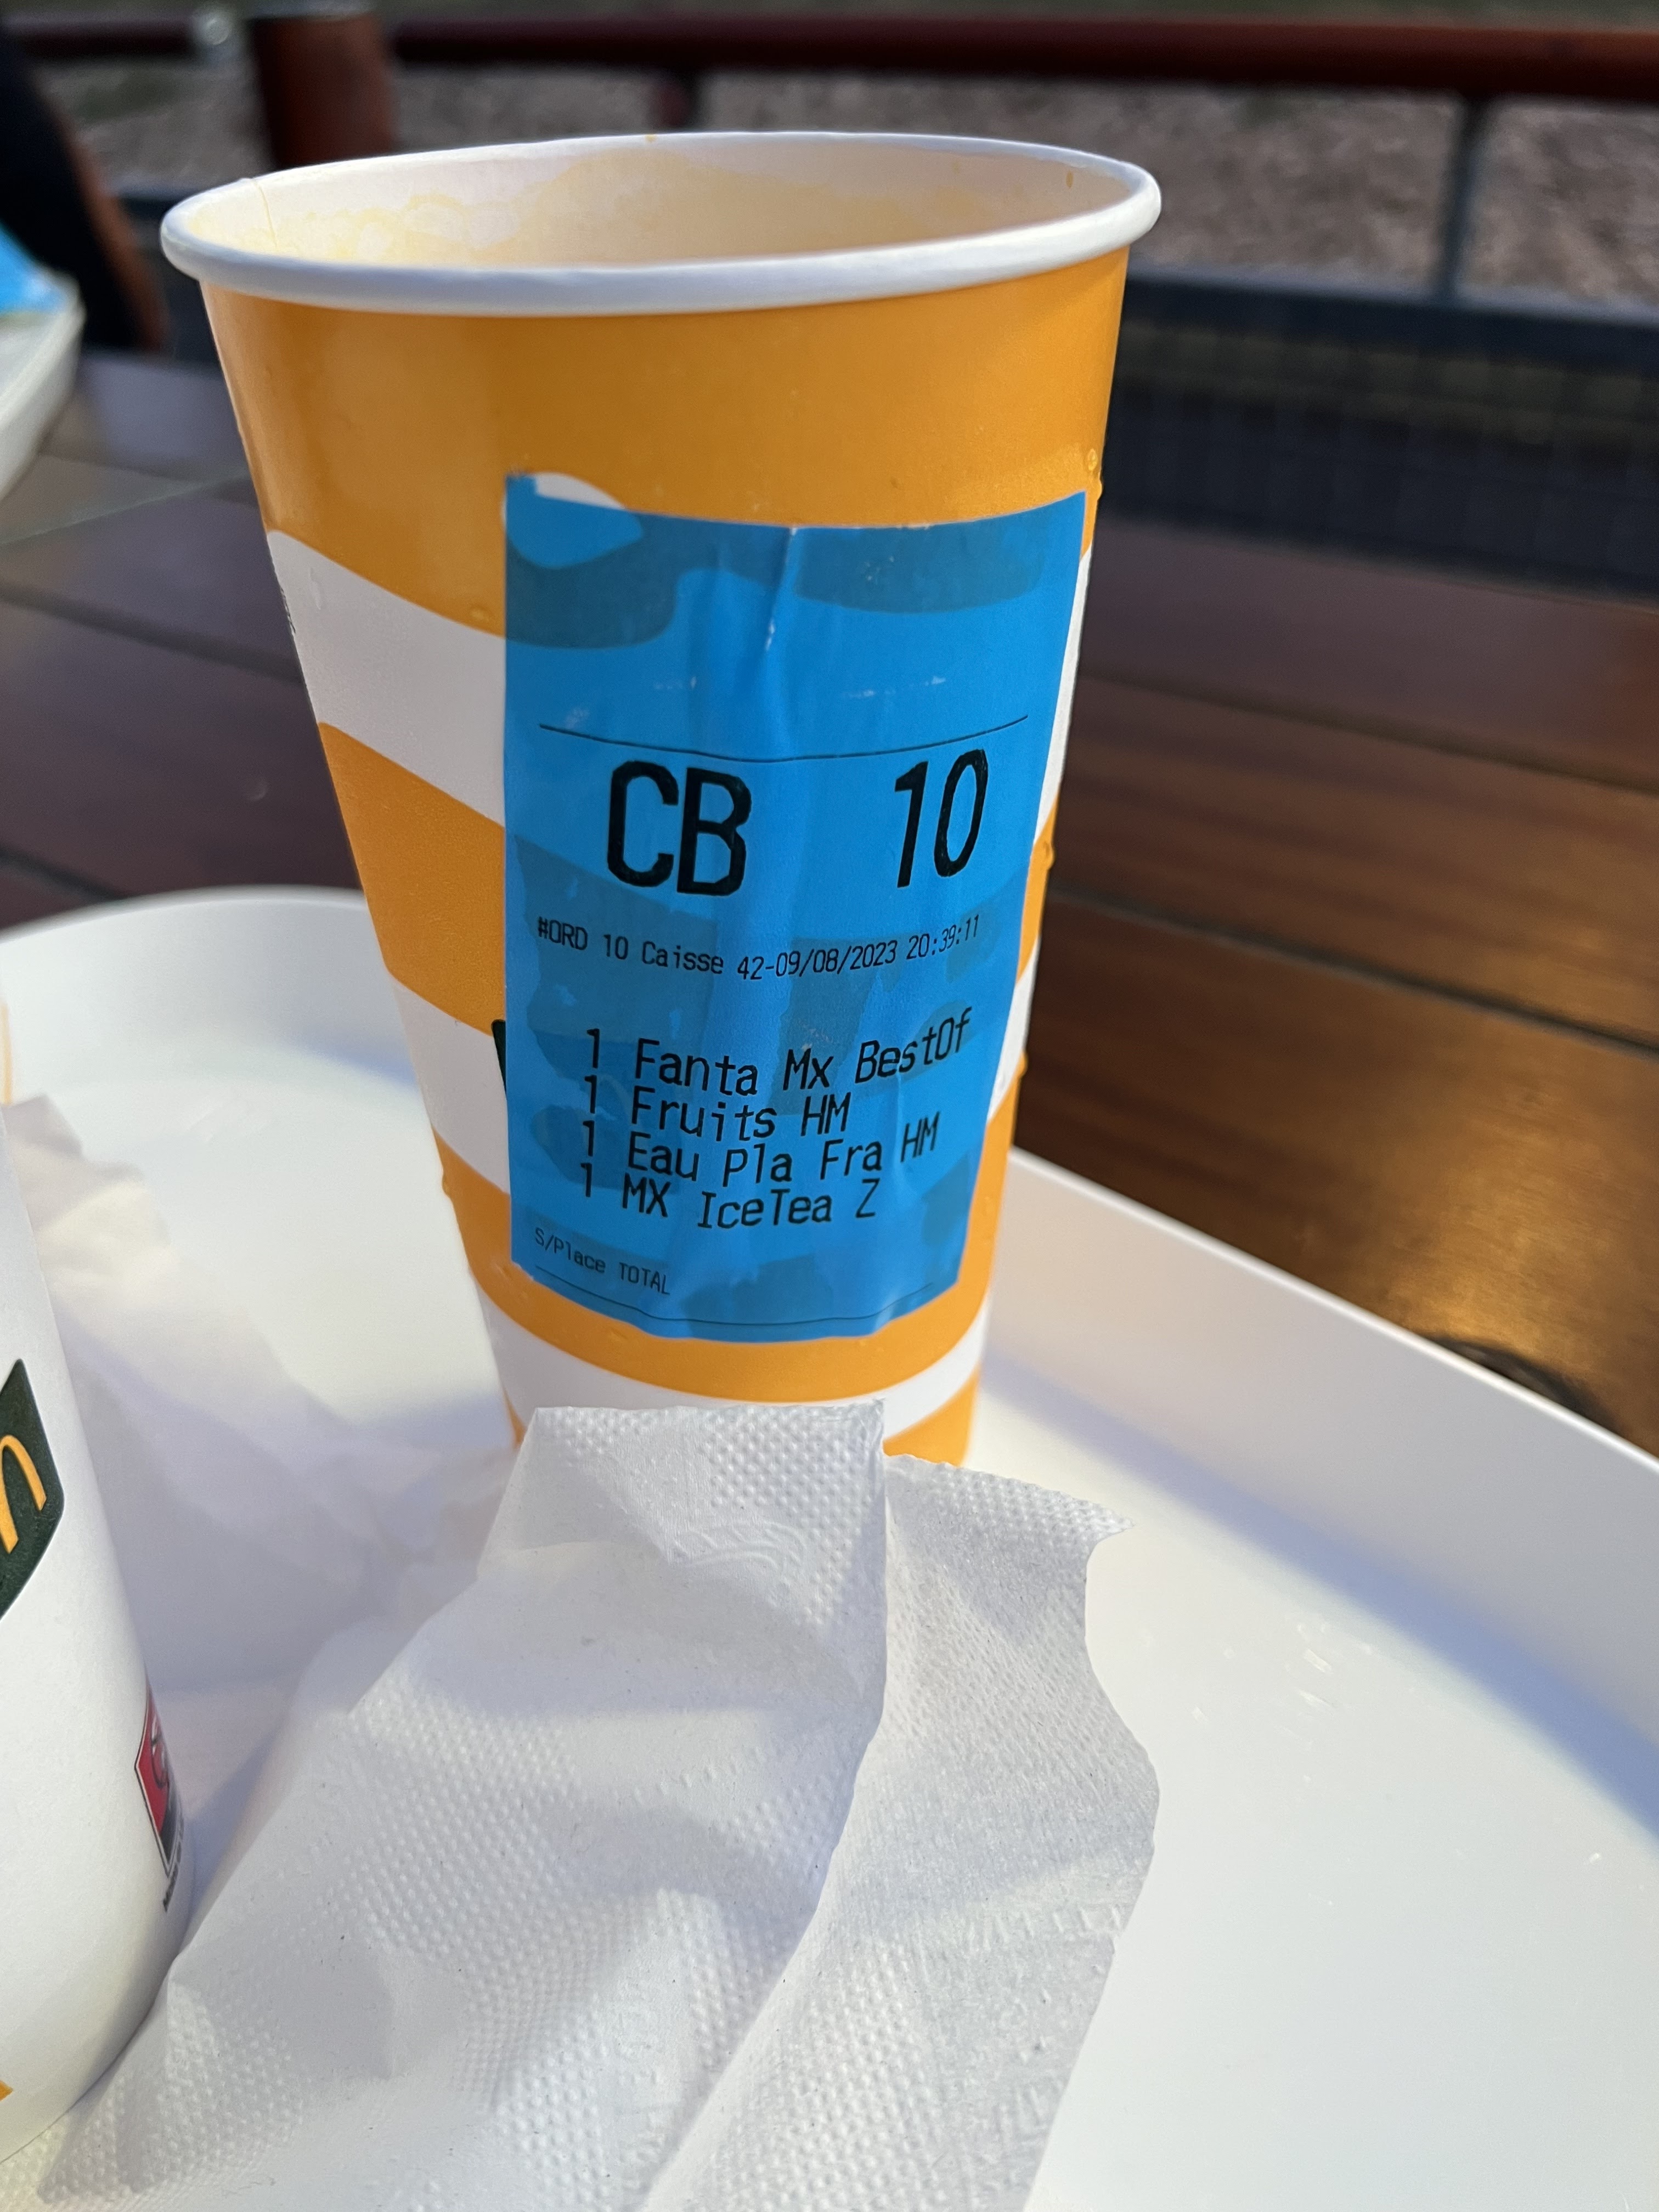 CB 10
#ORD 10 Caisse 42-09/08/2023 20:39:11
1 Fanta Mx BestOf
1 Fruits HM
1 Eau Pla Fra HM
1 MX IceTea Z
S/Place TOTAL